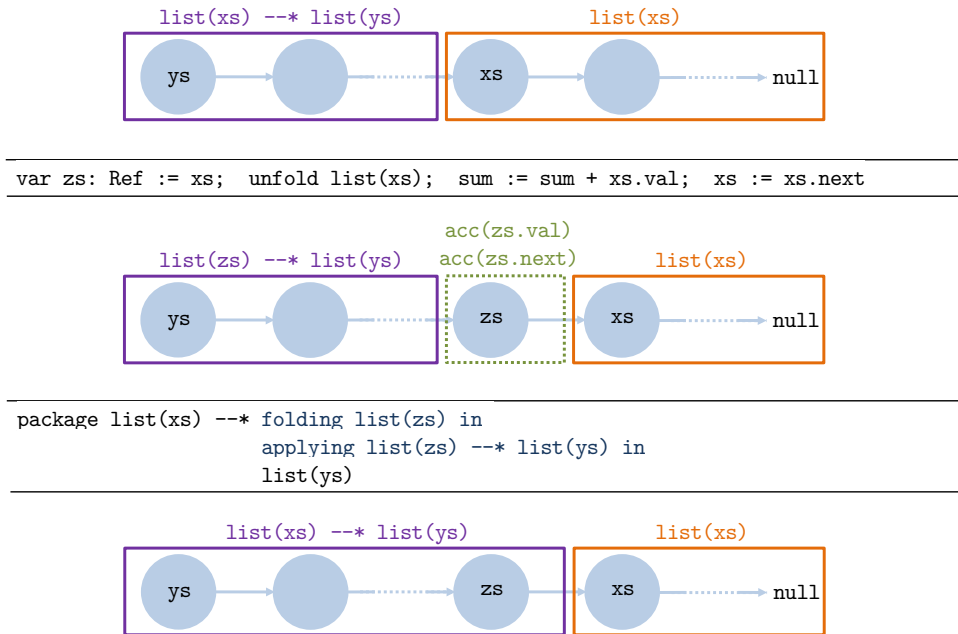 list(xs) --* list(ys) list(xs)
ys xs null
var zs: Ref := xs; unfold list(xs); sum := sum + xs.val; xs := xs.next
acc(zs.val)
list(zs) --* list(ys) acc(zs.next) list(xs)
ys zs xs null
package list(xs) --* folding list(zs) in
applying list(zs) --* list(ys) in
list(ys)
list(xs) --* list(ys) list(xs)
ys zs xs null